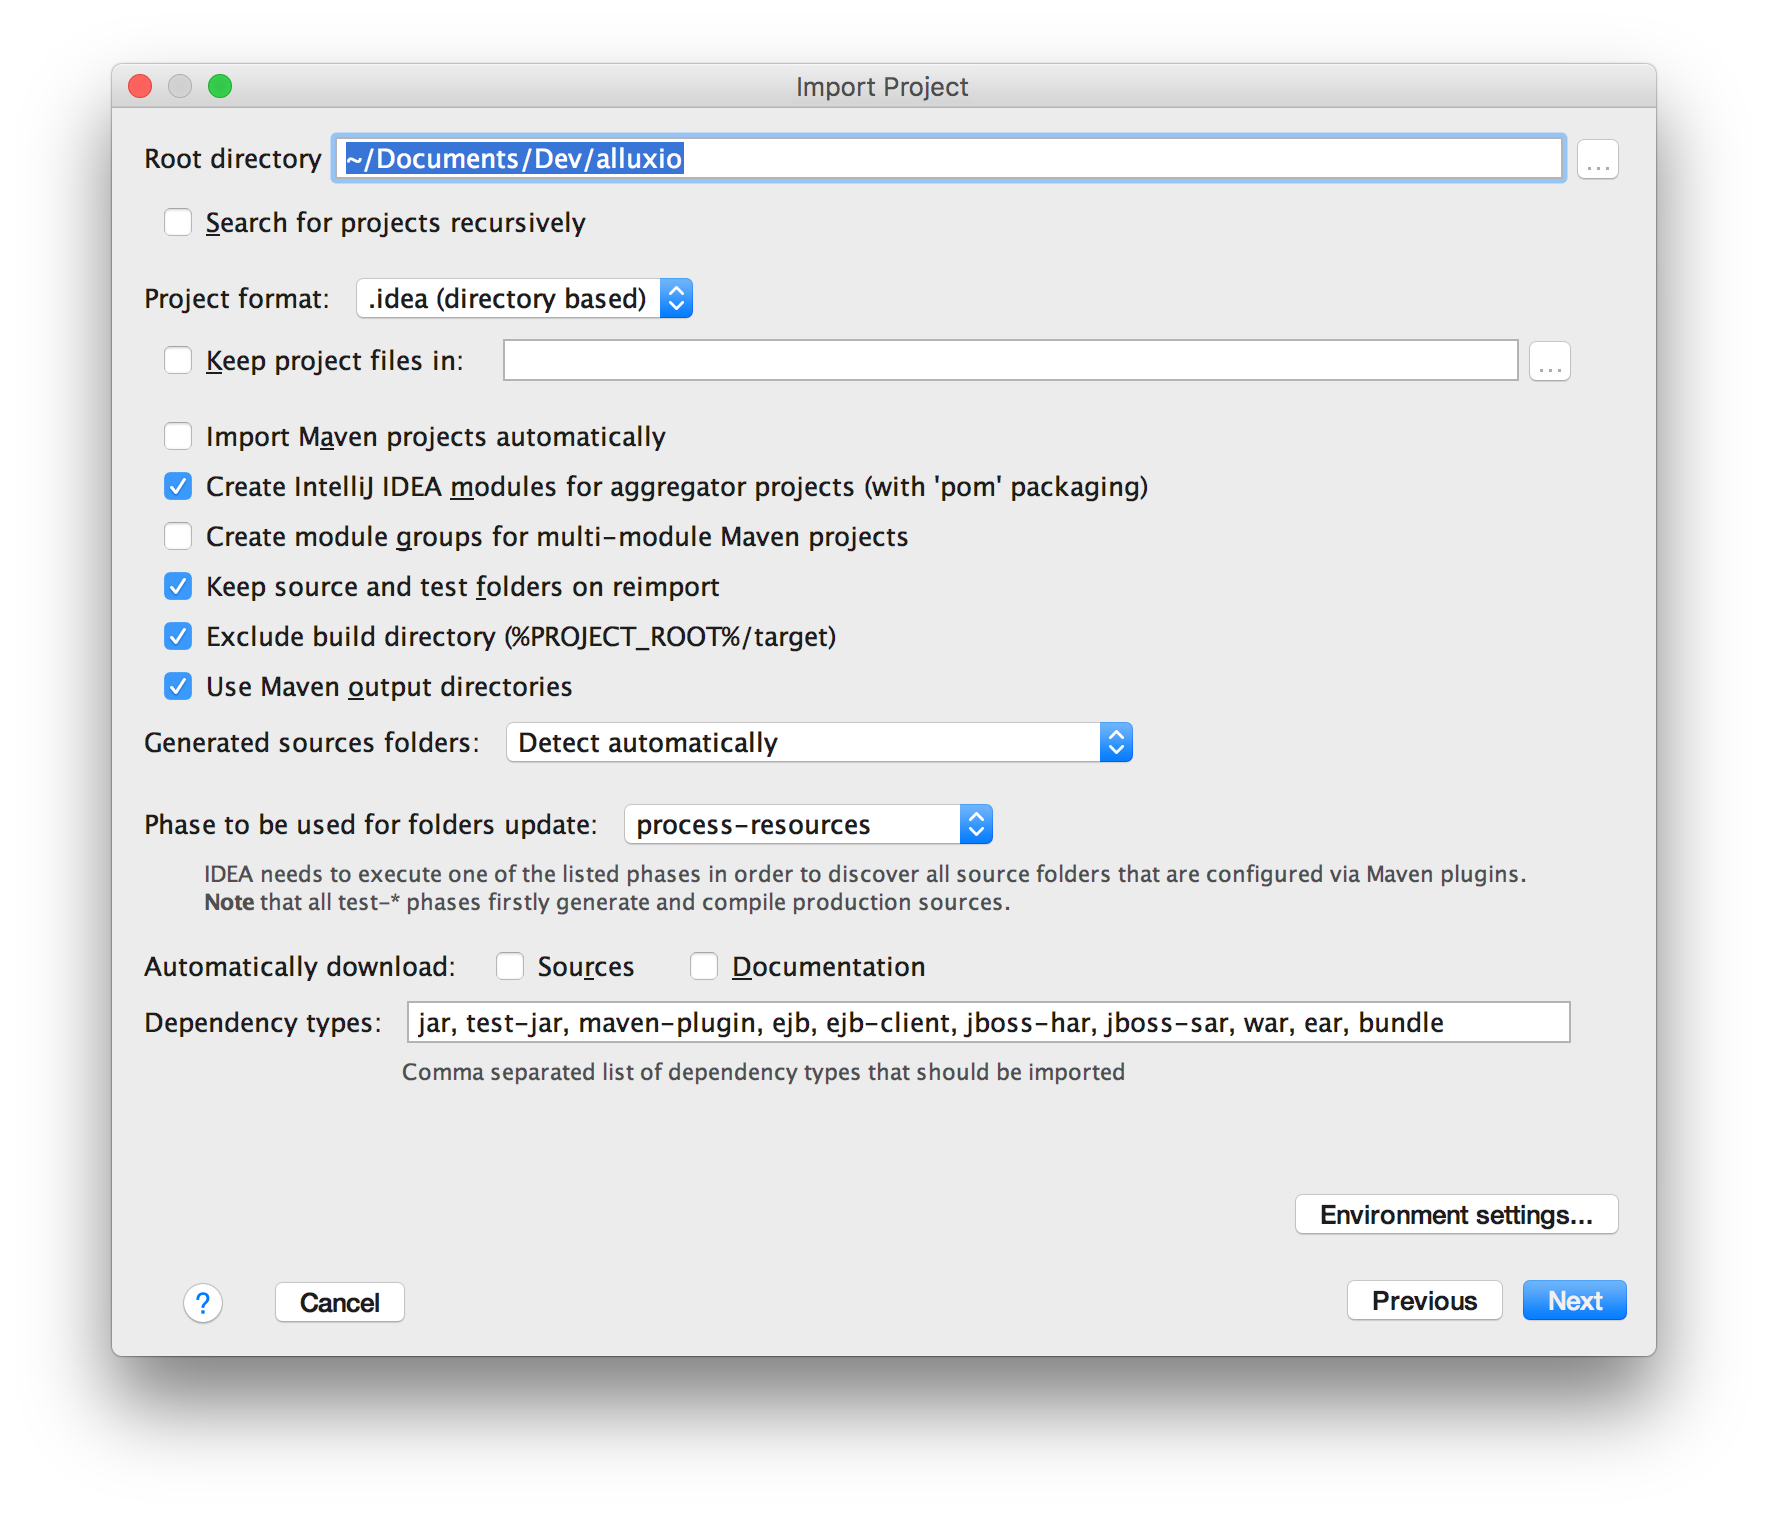 Import Project
Root directory ~/Documents/Dev/alluxio ...
Search for projects recursively
Project format: .idea (directory based)
Keep project files in: ...
Import Maven projects automatically
Create IntelliJ IDEA modules for aggregator projects (with 'pom' packaging)
Create module groups for multi-module Maven projects
Keep source and test folders on reimport
Exclude build directory (%PROJECT_ROOT%/target)
Use Maven output directories
Generated sources folders: Detect automatically
Phase to be used for folders update: process-resources
IDEA needs to execute one of the listed phases in order to discover all source folders that are configured via Maven plugins.
Note that all test-* phases firstly generate and compile production sources.
Automatically download: Sources Documentation
Dependency types: jar, test-jar, maven-plugin, ejb, ejb-client, jboss-har, jboss-sar, war, ear, bundle
Comma separated list of dependency types that should be imported
Environment settings...
? Cancel Previous Next